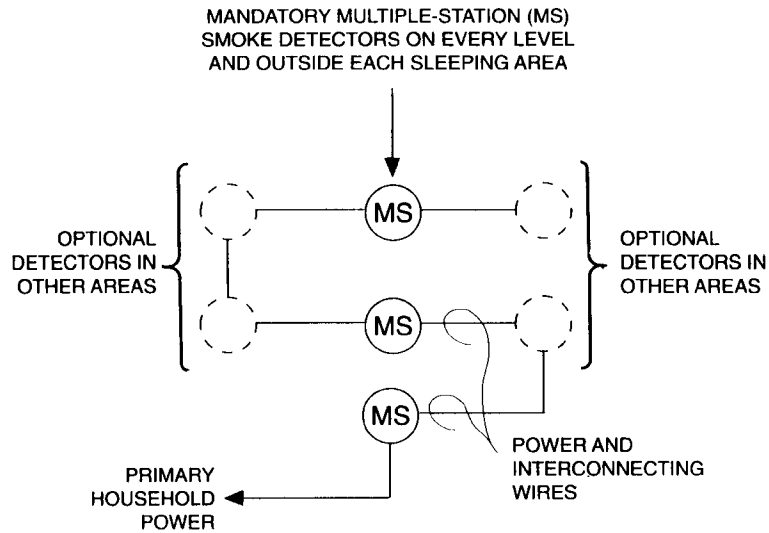 MANDATORY MULTIPLE-STATION (MS)
SMOKE DETECTORS ON EVERY LEVEL
AND OUTSIDE EACH SLEEPING AREA
MS
OPTIONAL
DETECTORS IN
OTHER AREAS
OPTIONAL
DETECTORS IN
OTHER AREAS
MS
MS
POWER AND
INTERCONNECTING
WIRES
PRIMARY
HOUSEHOLD
POWER